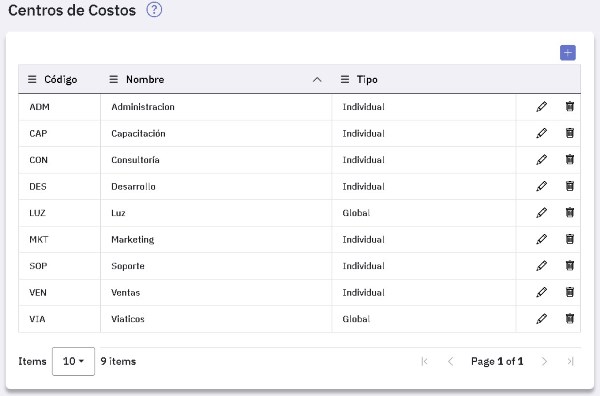 Centros de Costos ?
+
Código Nombre Tipo
ADM Administracion Individual
CAP Capacitación Individual
CON Consultoría Individual
DES Desarrollo Individual
LUZ Luz Global
MKT Marketing Individual
SOP Soporte Individual
VEN Ventas Individual
VIA Viaticos Global
Items 10 9 items Page 1 of 1